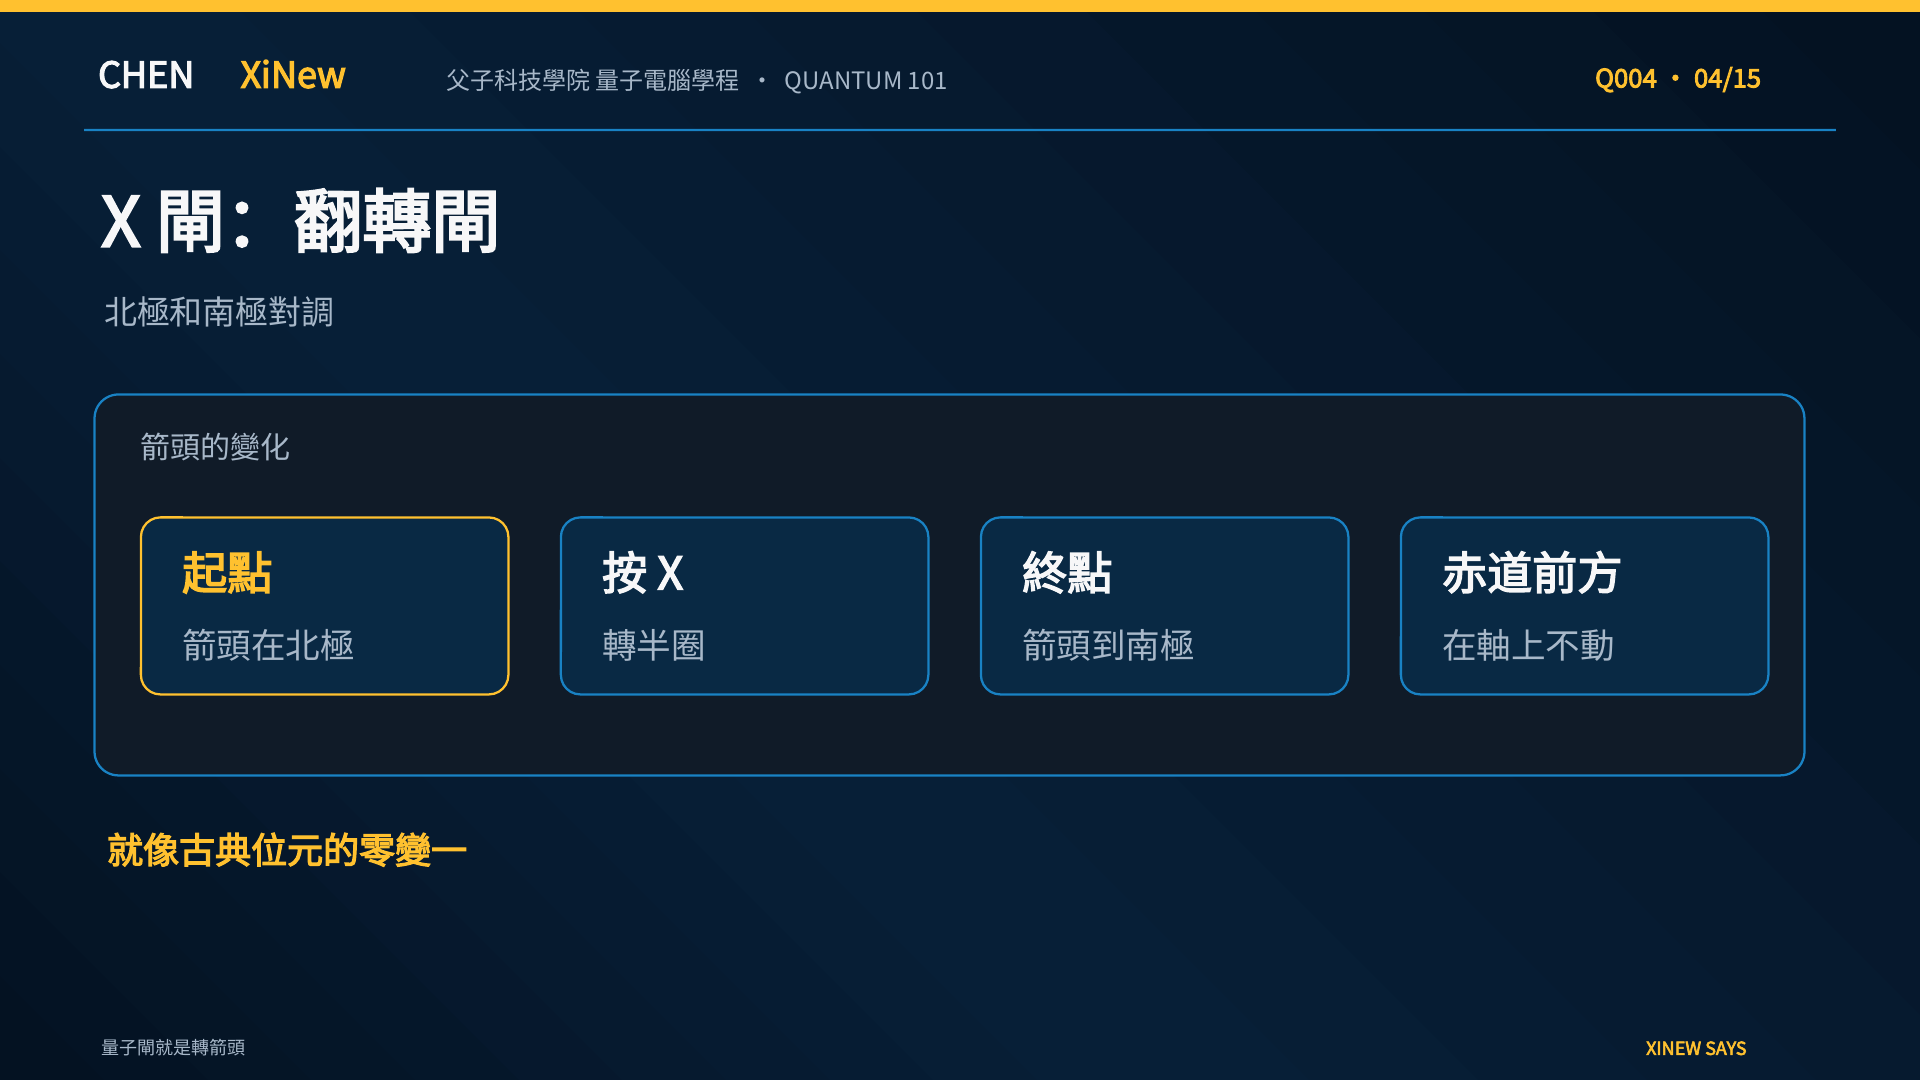 CHEN XiNew 父子科技學院 量子電腦學程 • QUANTUM 101 Q004 • 04/15
X 閘：翻轉閘
北極和南極對調
箭頭的變化
起點
箭頭在北極
按 X
轉半圈
終點
箭頭到南極
赤道前方
在軸上不動
就像古典位元的零變一
量子閘就是轉箭頭
XINEW SAYS